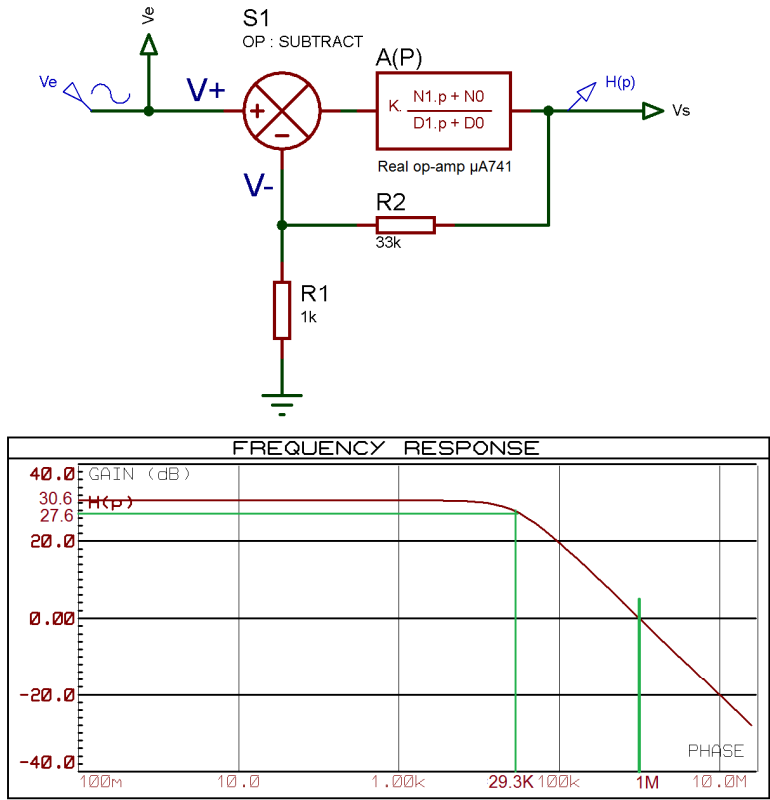 Ve
S1
OP : SUBTRACT
A(P)
Ve
V+
+
−
K. N1.p + N0
D1.p + D0
H(p)
Vs
Real op-amp µA741
V-
R2
33k
R1
1k
FREQUENCY RESPONSE
40.0
GAIN (dB)
30.6
H(p)
27.6
20.0
0.00
-20.0
PHASE
-40.0
100m
10.0
1.00k
29.3K
100k
1M
10.0M